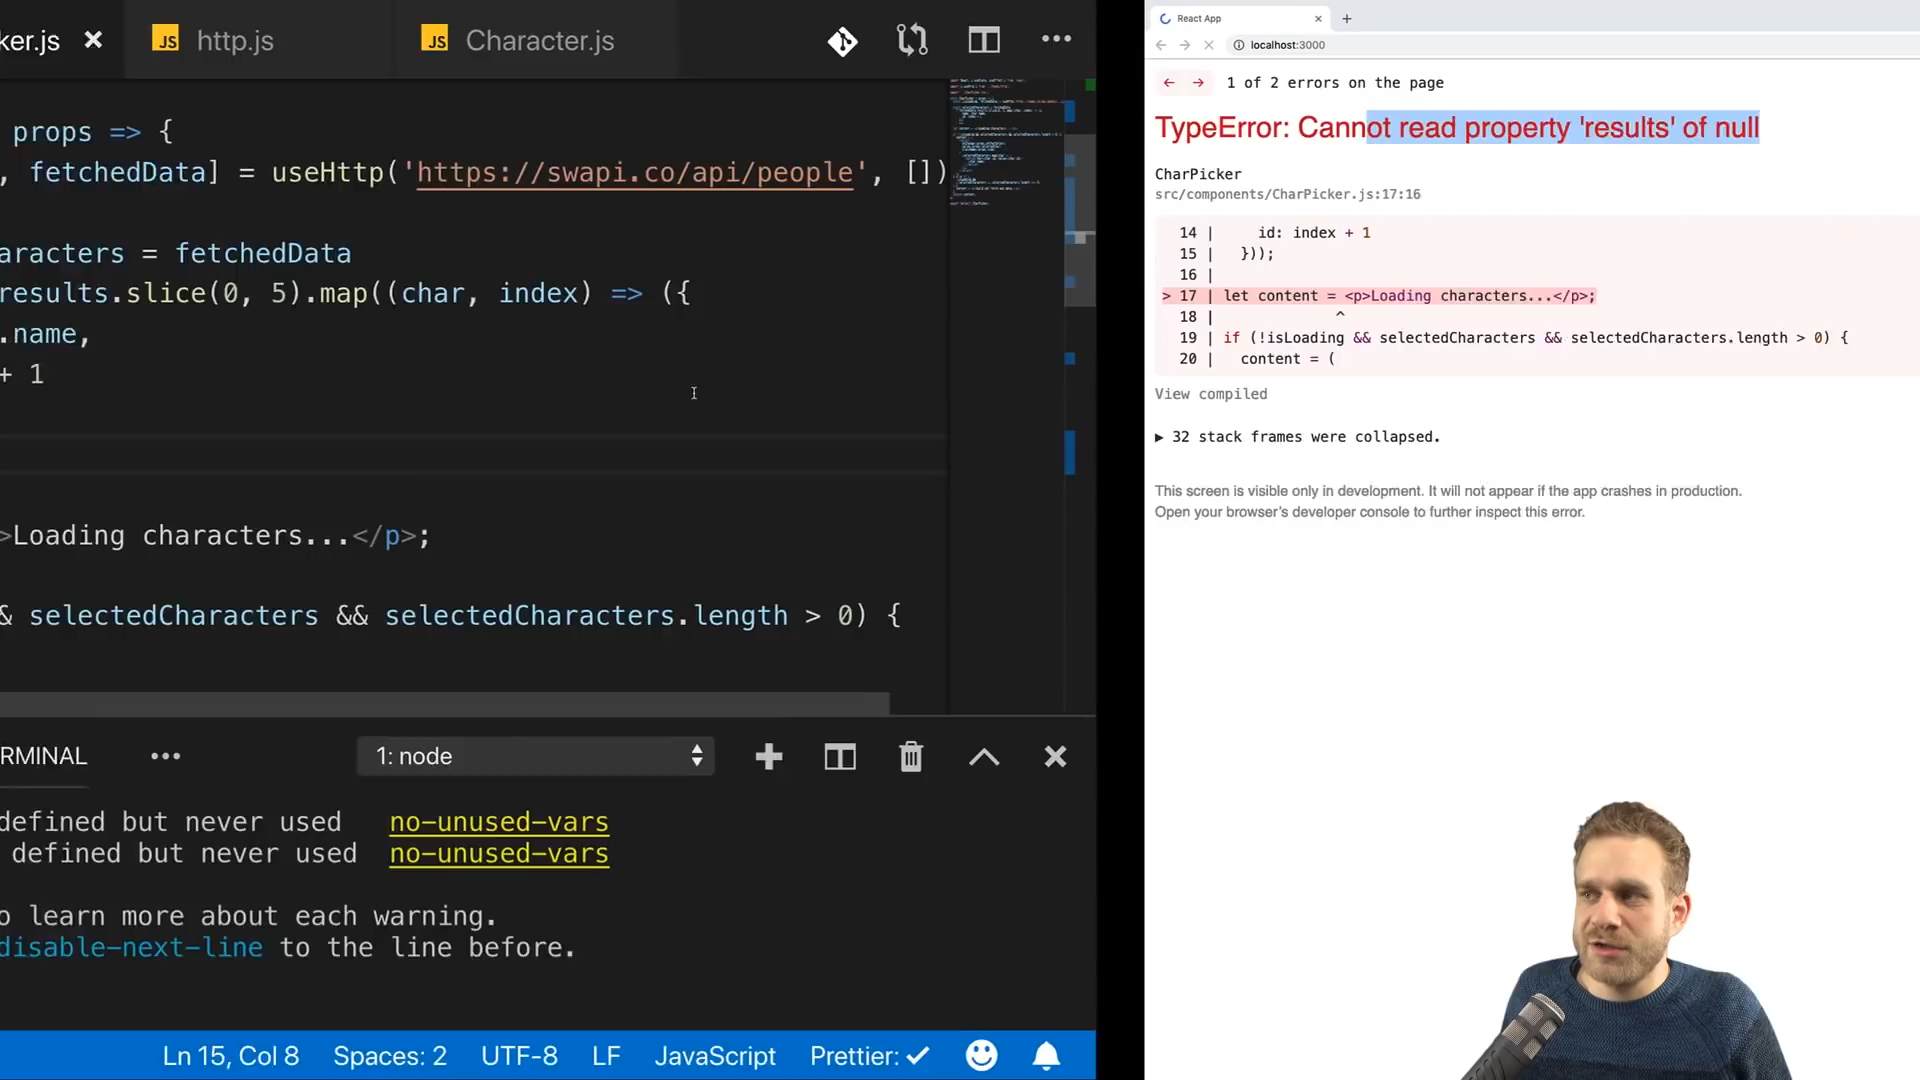 ker.js
JS http.js
JS Character.js
props => {
, fetchedData] = useHttp('https://swapi.co/api/people', [])
aracters = fetchedData
results.slice(0, 5).map((char, index) => ({
.name,
+ 1
>Loading characters...</p>;
& selectedCharacters && selectedCharacters.length > 0) {
RMINAL
1: node
defined but never used no-unused-vars
defined but never used no-unused-vars
o learn more about each warning.
disable-next-line to the line before.
Ln 15, Col 8 Spaces: 2 UTF-8 LF JavaScript Prettier: ✓
React App
localhost:3000
1 of 2 errors on the page
TypeError: Cannot read property 'results' of null
CharPicker
src/components/CharPicker.js:17:16
14 | id: index + 1
15 | }));
16 |
> 17 | let content = <p>Loading characters...</p>;
18 | ^
19 | if (!isLoading && selectedCharacters && selectedCharacters.length > 0) {
20 | content = (
View compiled
▶ 32 stack frames were collapsed.
This screen is visible only in development. It will not appear if the app crashes in production.
Open your browser's developer console to further inspect this error.